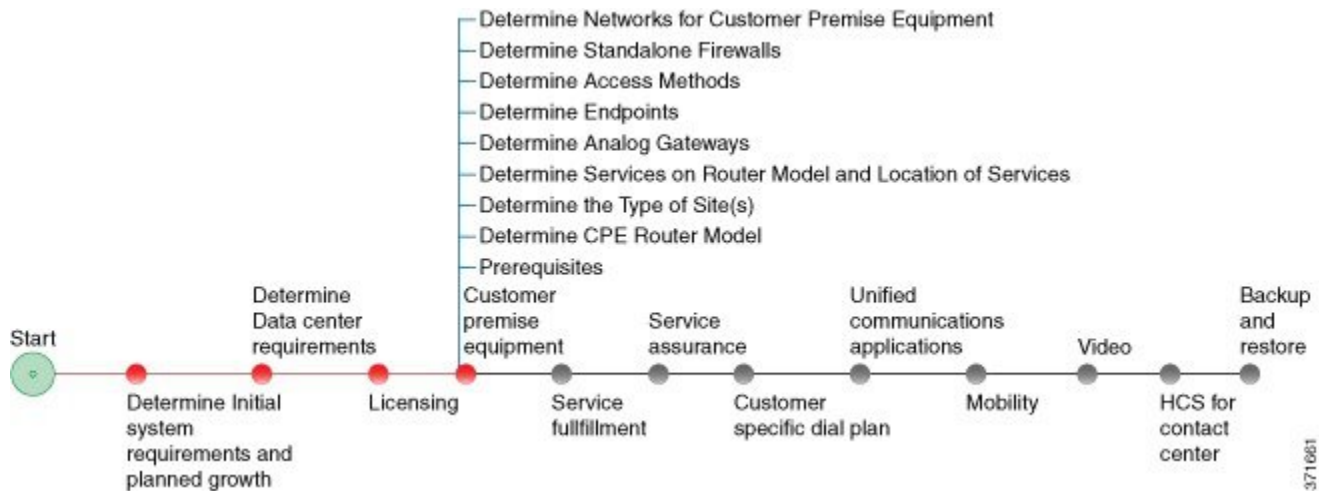 Determine Networks for Customer Premise Equipment
Determine Standalone Firewalls
Determine Access Methods
Determine Endpoints
Determine Analog Gateways
Determine Services on Router Model and Location of Services
Determine the Type of Site(s)
Determine CPE Router Model
Prerequisites
Start
Determine
Data center
requirements
Customer
premise
equipment
Service
assurance
Unified
communications
applications
Video
Backup
and
restore
Determine Initial
system
requirements and
planned growth
Licensing
Service
fullfillment
Customer
specific dial plan
Mobility
HCS for
contact
center
371661